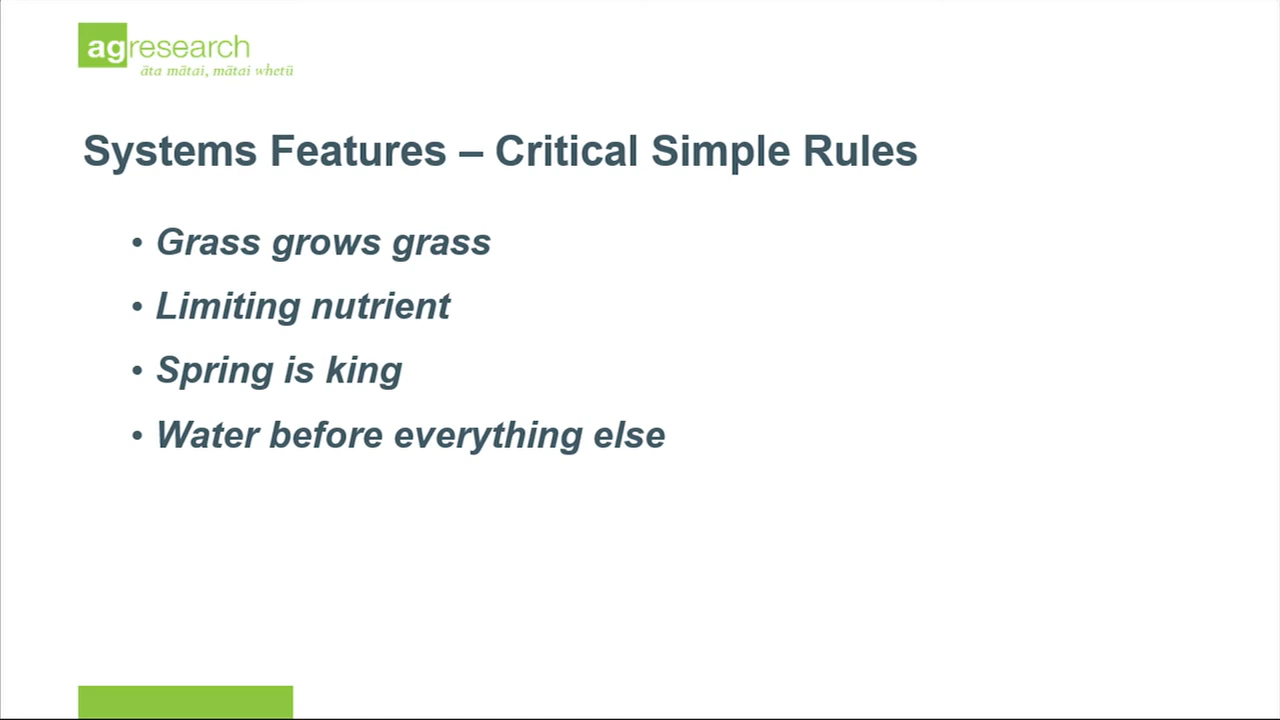 agresearch
āta mātai, mātai whetū
Systems Features – Critical Simple Rules
• Grass grows grass
• Limiting nutrient
• Spring is king
• Water before everything else